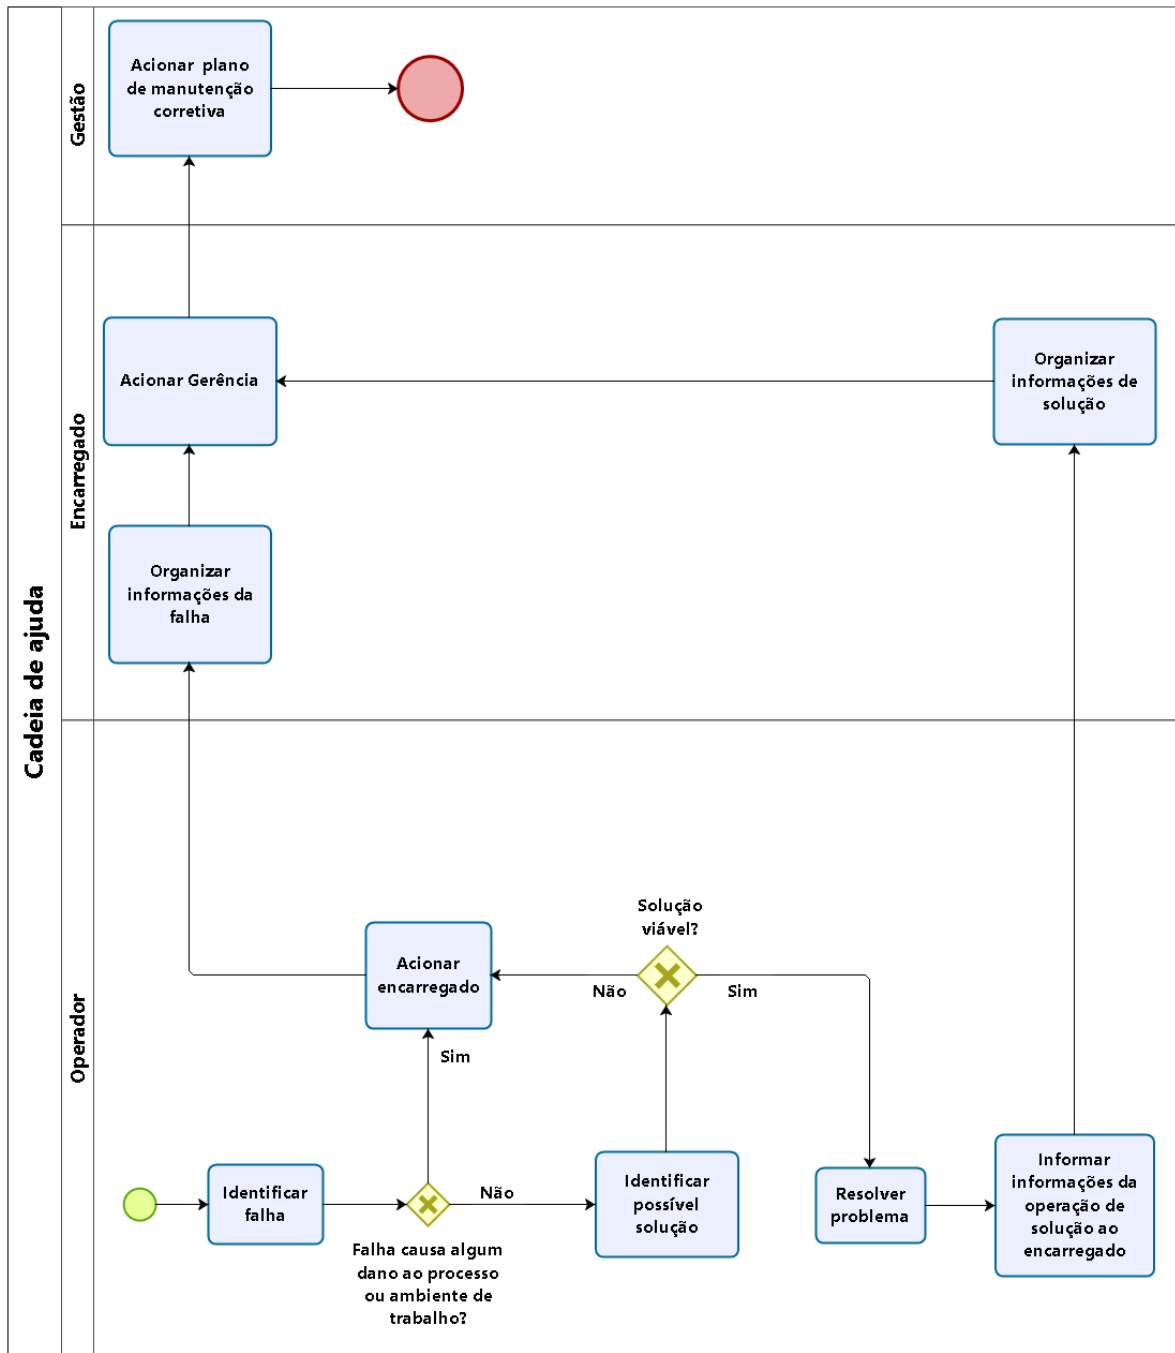 Cadeia de ajuda
Gestão
Acionar plano
de manutenção
corretiva
Encarregado
Acionar Gerência
Organizar
informações de
solução
Organizar
informações da
falha
Operador
Solução
viável?
Acionar
encarregado
Não
Sim
Sim
Identificar
falha
Não
Falha causa algum
dano ao processo
ou ambiente de
trabalho?
Identificar
possível
solução
Resolver
problema
Informar
informações da
operação de
solução ao
encarregado